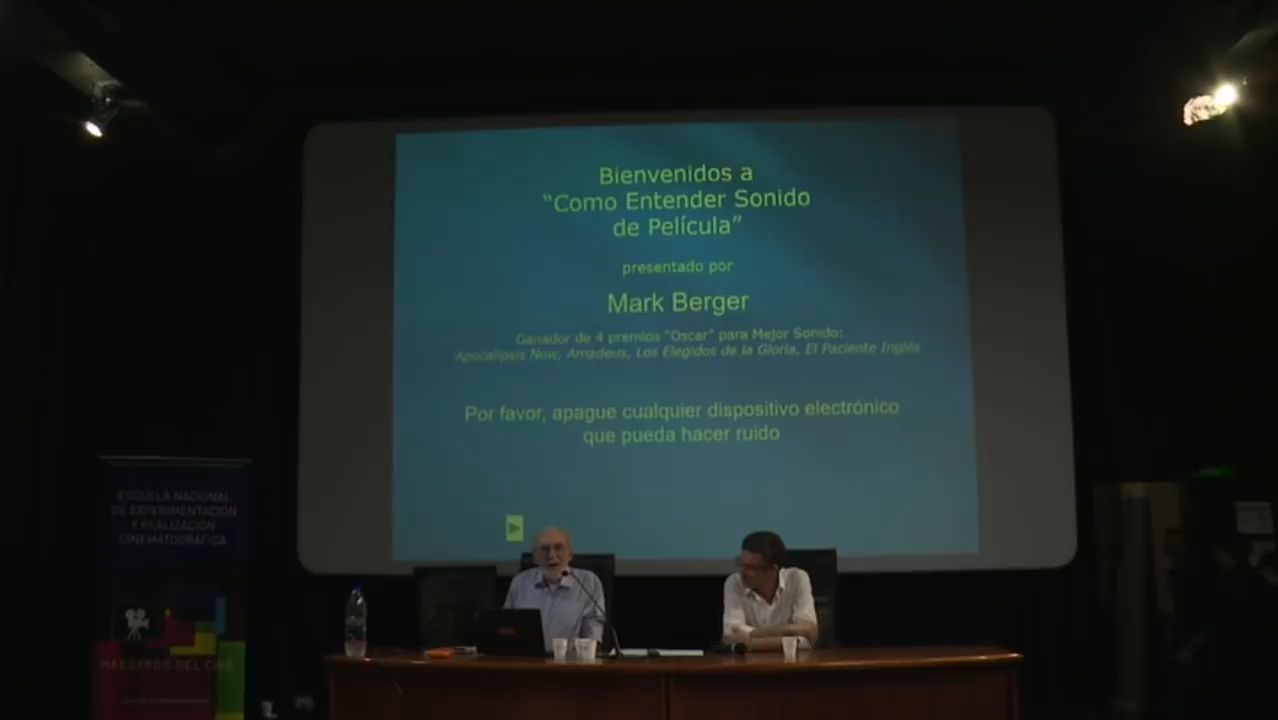 Bienvenidos a
“Como Entender Sonido
de Película”
presentado por
Mark Berger
Ganador de 4 premios "Oscar" para Mejor Sonido:
Apocalipsis Now, Amadeus, Los Elegidos de la Gloria, El Paciente Inglés
Por favor, apague cualquier dispositivo electrónico
que pueda hacer ruido
ESCUELA NACIONAL
DE EXPERIMENTACIÓN
Y REALIZACIÓN
CINEMATOGRÁFICA
MAESTROS DEL CINE